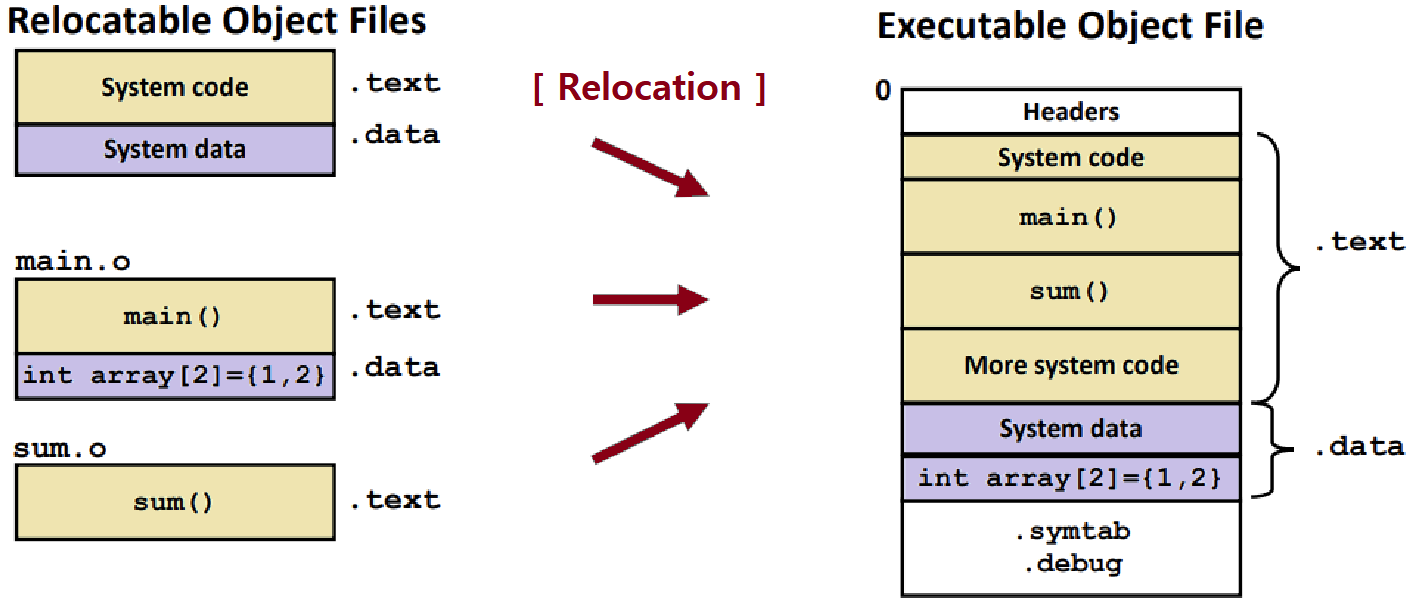 Relocatable Object Files
System code
.text
System data
.data
main.o
main()
.text
int array[2]={1,2}
.data
sum.o
sum()
.text
[ Relocation ]
Executable Object File
0
Headers
System code
main()
sum()
More system code
.text
System data
int array[2]={1,2}
.data
.symtab
.debug